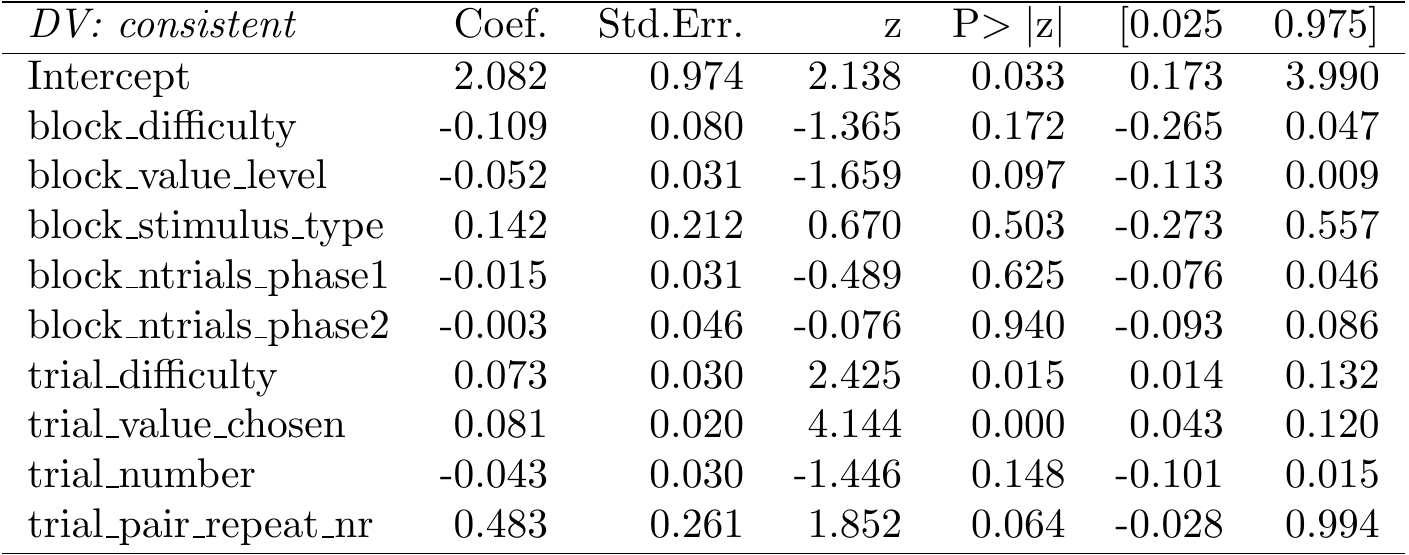 DV: consistent Coef. Std.Err. z P> |z| [0.025 0.975]
Intercept 2.082 0.974 2.138 0.033 0.173 3.990
block_difficulty -0.109 0.080 -1.365 0.172 -0.265 0.047
block_value_level -0.052 0.031 -1.659 0.097 -0.113 0.009
block_stimulus_type 0.142 0.212 0.670 0.503 -0.273 0.557
block_ntrials_phase1 -0.015 0.031 -0.489 0.625 -0.076 0.046
block_ntrials_phase2 -0.003 0.046 -0.076 0.940 -0.093 0.086
trial_difficulty 0.073 0.030 2.425 0.015 0.014 0.132
trial_value_chosen 0.081 0.020 4.144 0.000 0.043 0.120
trial_number -0.043 0.030 -1.446 0.148 -0.101 0.015
trial_pair_repeat_nr 0.483 0.261 1.852 0.064 -0.028 0.994